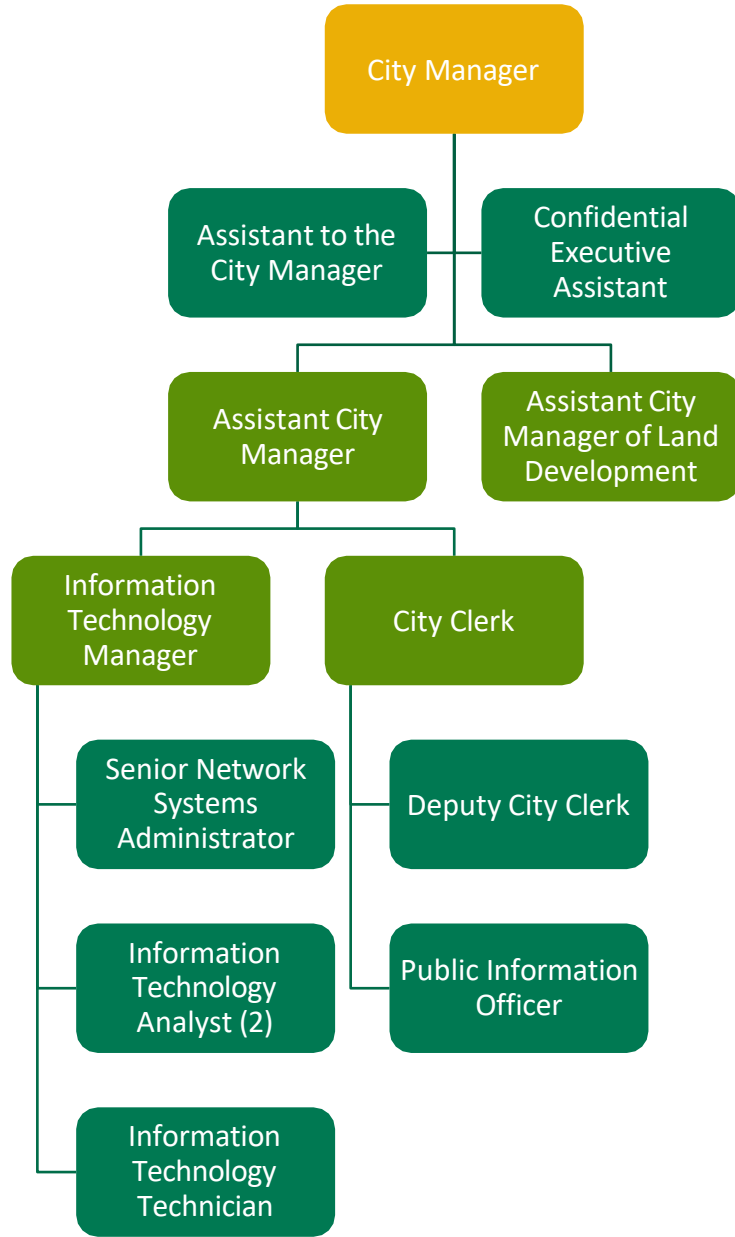 City Manager
Assistant to the
City Manager
Confidential
Executive
Assistant
Assistant City
Manager
Assistant City
Manager of Land
Development
Information
Technology
Manager
City Clerk
Senior Network
Systems
Administrator
Deputy City Clerk
Information
Technology
Analyst (2)
Public Information
Officer
Information
Technology
Technician